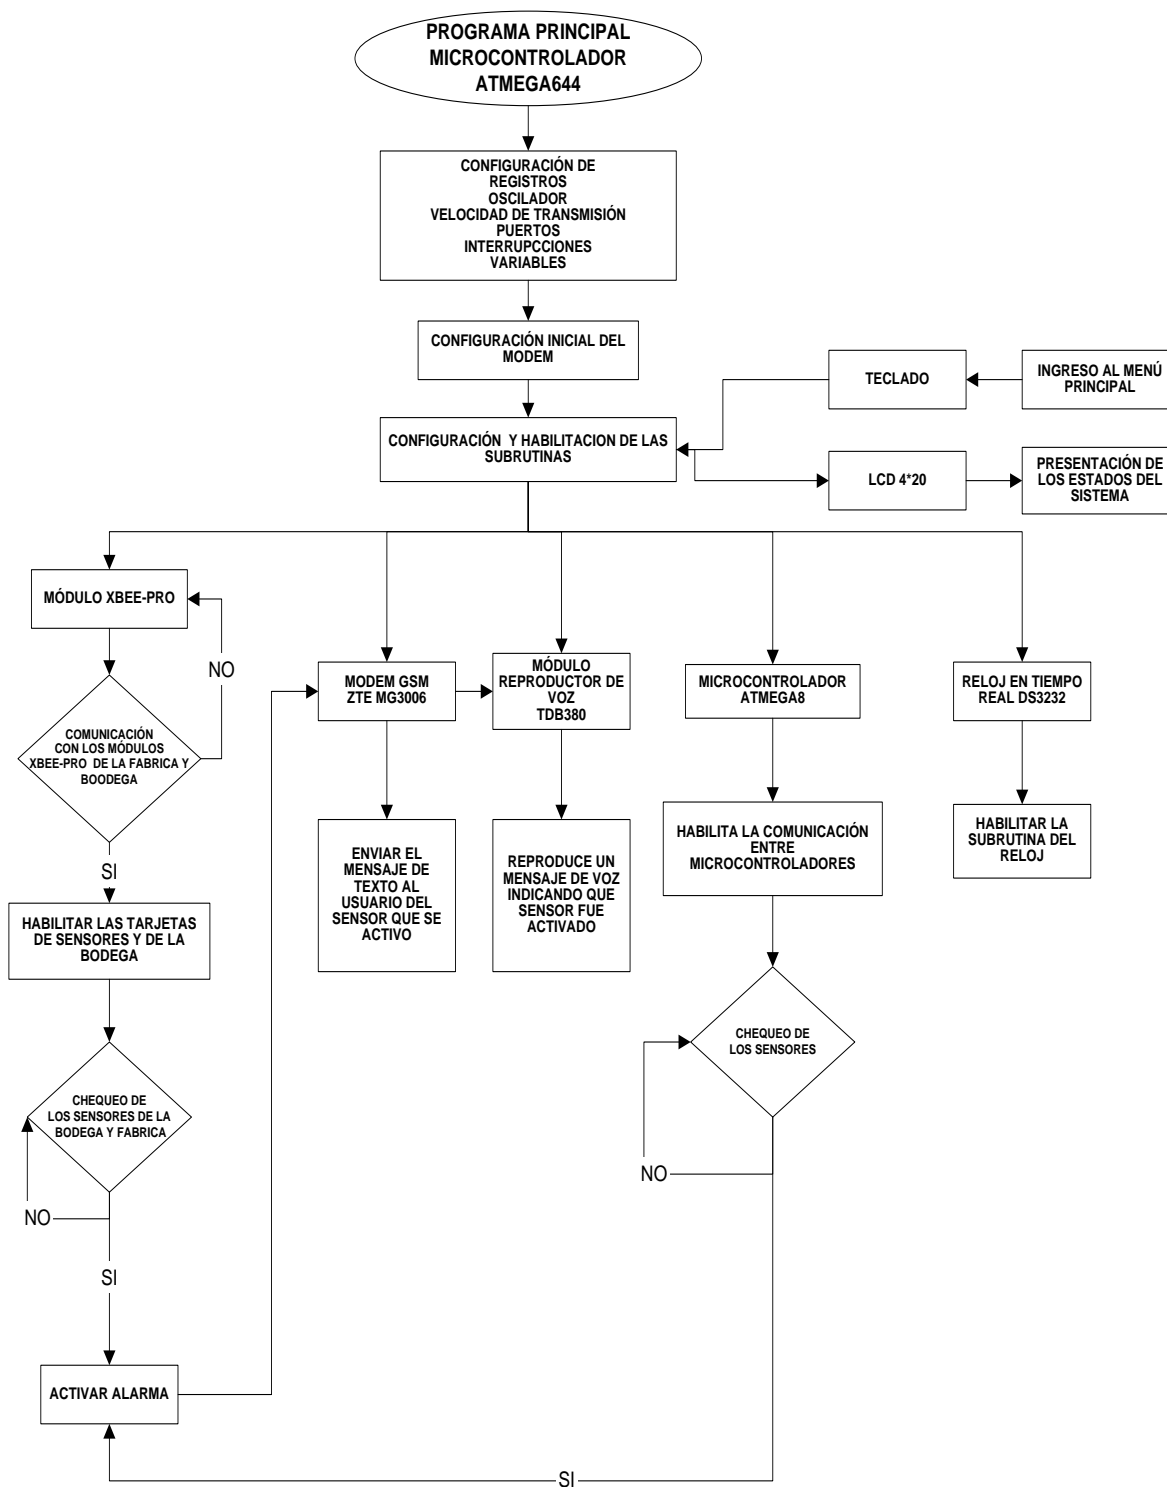 PROGRAMA PRINCIPAL
MICROCONTROLADOR
ATMEGA644
CONFIGURACIÓN DE
REGISTROS
OSCILADOR
VELOCIDAD DE TRANSMISIÓN
PUERTOS
INTERRUPCCIONES
VARIABLES
CONFIGURACIÓN INICIAL DEL
MODEM
TECLADO
INGRESO AL MENÚ
PRINCIPAL
CONFIGURACIÓN Y HABILITACION DE LAS
SUBRUTINAS
LCD 4*20
PRESENTACIÓN DE
LOS ESTADOS DEL
SISTEMA
MÓDULO XBEE-PRO
NO
COMUNICACIÓN
CON LOS MÓDULOS
XBEE-PRO DE LA FABRICA Y
BOODEGA
SI
HABILITAR LAS TARJETAS
DE SENSORES Y DE LA
BODEGA
CHEQUEO DE
LOS SENSORES DE LA
BODEGA Y FABRICA
NO
SI
ACTIVAR ALARMA
MODEM GSM
ZTE MG3006
ENVIAR EL
MENSAJE DE
TEXTO AL
USUARIO DEL
SENSOR QUE SE
ACTIVO
MÓDULO
REPRODUCTOR DE
VOZ
TDB380
REPRODUCE UN
MENSAJE DE VOZ
INDICANDO QUE
SENSOR FUE
ACTIVADO
MICROCONTROLADOR
ATMEGA8
HABILITA LA COMUNICACIÓN
ENTRE
MICROCONTROLADORES
CHEQUEO DE
LOS SENSORES
NO
SI
RELOJ EN TIEMPO
REAL DS3232
HABILITAR LA
SUBRUTINA DEL
RELOJ